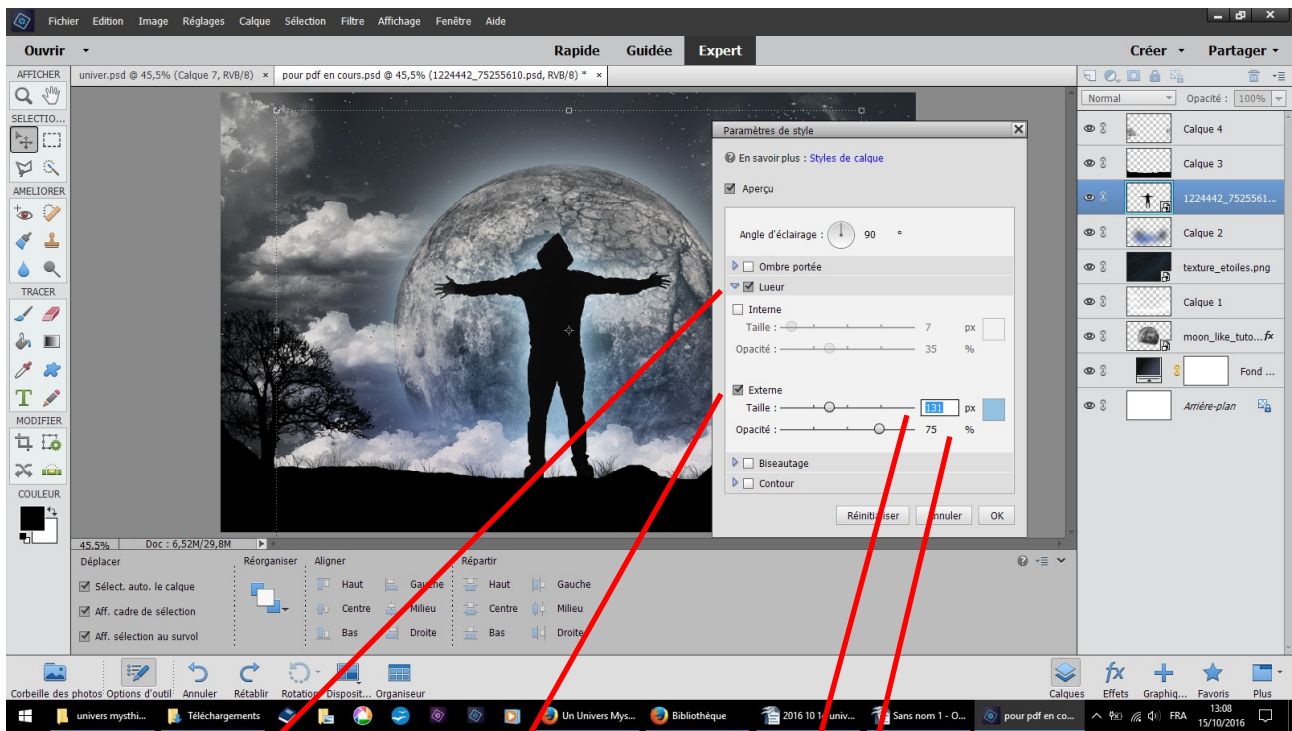 Fichier Edition Image Réglages Calque Sélection Filtre Affichage Fenêtre Aide
Ouvrir Rapide Guidée Expert Créer Partager
AFFICHER univer.psd @ 45,5% (Calque 7, RVB/8) × pour pdf en cours.psd @ 45,5% (1224442_75255610.psd, RVB/8) * ×
Normal Opacité : 100%
SELECTIO...
AMELIORER
TRACER
T
MODIFIER
COULEUR
Paramètres de style
En savoir plus : Styles de calque
Aperçu
Angle d'éclairage : 90 °
Ombre portée
Lueur
Interne
Taille : 7 px
Opacité : 35 %
Externe
Taille : 131 px
Opacité : 75 %
Biseautage
Contour
Réinitialiser Annuler OK
Calque 4
Calque 3
1224442_7525561...
Calque 2
texture_etoiles.png
Calque 1
moon_like_tuto... fx
Fond ...
Arrière-plan
45,5% Doc : 6,52M/29,8M
Déplacer Réorganiser Aligner Répartir
Sélect. auto. le calque Haut Gauche Haut Gauche
Aff. cadre de sélection Centre Milieu Centre Milieu
Aff. sélection au survol Bas Droite Bas Droite
Corbeille des photos Options d'outil Annuler Rétablir Rotation Disposit... Organiseur Calques Effets Graphiq... Favoris Plus
univers mysthi... Téléchargements Un Univers Mys... Bibliothèque 2016 10 14 univ... Sans nom 1 - O... pour pdf en co... FRA 13:08
15/10/2016